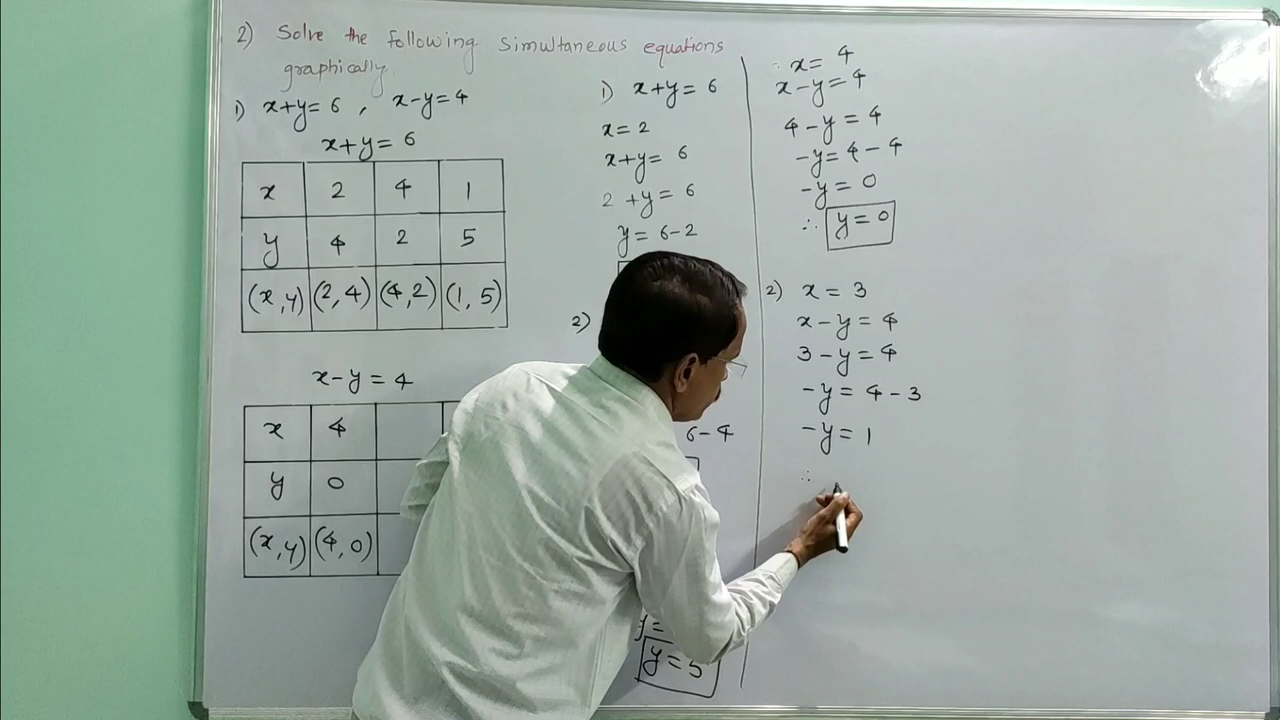 2) Solve the following simultaneous equations
graphically.
1) x+y=6 , x-y=4
x+y=6
x 2 4 1
y 4 2 5
(x,y) (2,4) (4,2) (1,5)
x-y=4
x 4
y 0
(x,y) (4,0)
1) x+y=6
x=2
x+y=6
2+y=6
y=6-2
2)
6-4
y=
y=5
x=4
x-y=4
4-y=4
-y=4-4
-y=0
∴ y=0
2) x=3
x-y=4
3-y=4
-y=4-3
-y=1
∴